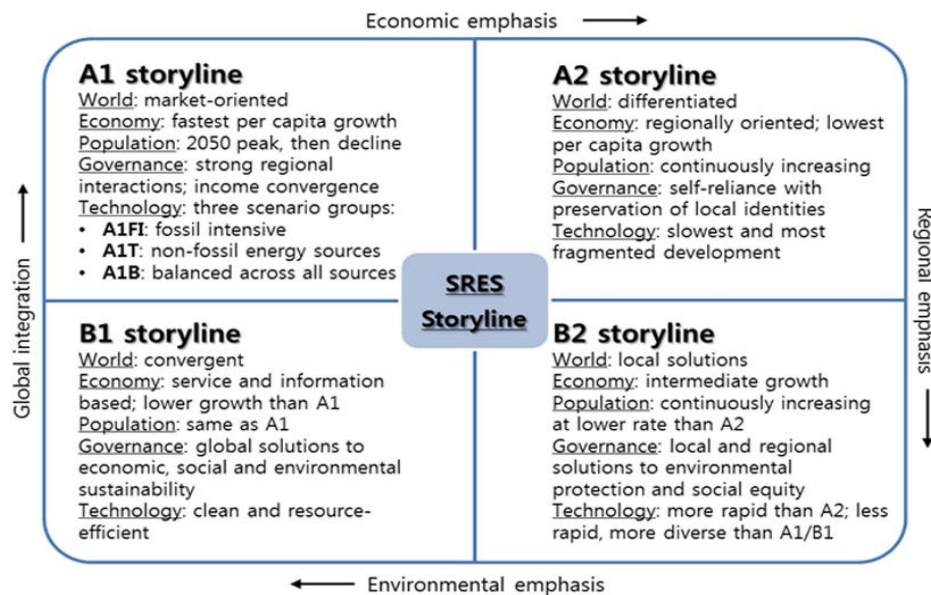 Economic emphasis
A1 storyline
World: market-oriented
Economy: fastest per capita growth
Population: 2050 peak, then decline
Governance: strong regional
interactions; income convergence
Technology: three scenario groups:
• A1FI: fossil intensive
• A1T: non-fossil energy sources
• A1B: balanced across all sources
A2 storyline
World: differentiated
Economy: regionally oriented; lowest
per capita growth
Population: continuously increasing
Governance: self-reliance with
preservation of local identities
Technology: slowest and most
fragmented development
Global integration
SRES
Storyline
Regional emphasis
B1 storyline
World: convergent
Economy: service and information
based; lower growth than A1
Population: same as A1
Governance: global solutions to
economic, social and environmental
sustainability
Technology: clean and resource-
efficient
B2 storyline
World: local solutions
Economy: intermediate growth
Population: continuously increasing
at lower rate than A2
Governance: local and regional
solutions to environmental
protection and social equity
Technology: more rapid than A2; less
rapid, more diverse than A1/B1
Environmental emphasis